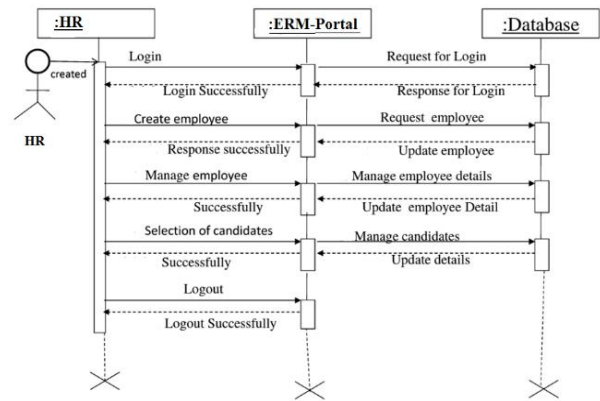 :HR
:ERM-Portal
:Database
created
HR
Login
Request for Login
Login Successfully
Response for Login
Create employee
Request employee
Response successfully
Update employee
Manage employee
Manage employee details
Successfully
Update employee Detail
Selection of candidates
Manage candidates
Successfully
Update details
Logout
Logout Successfully